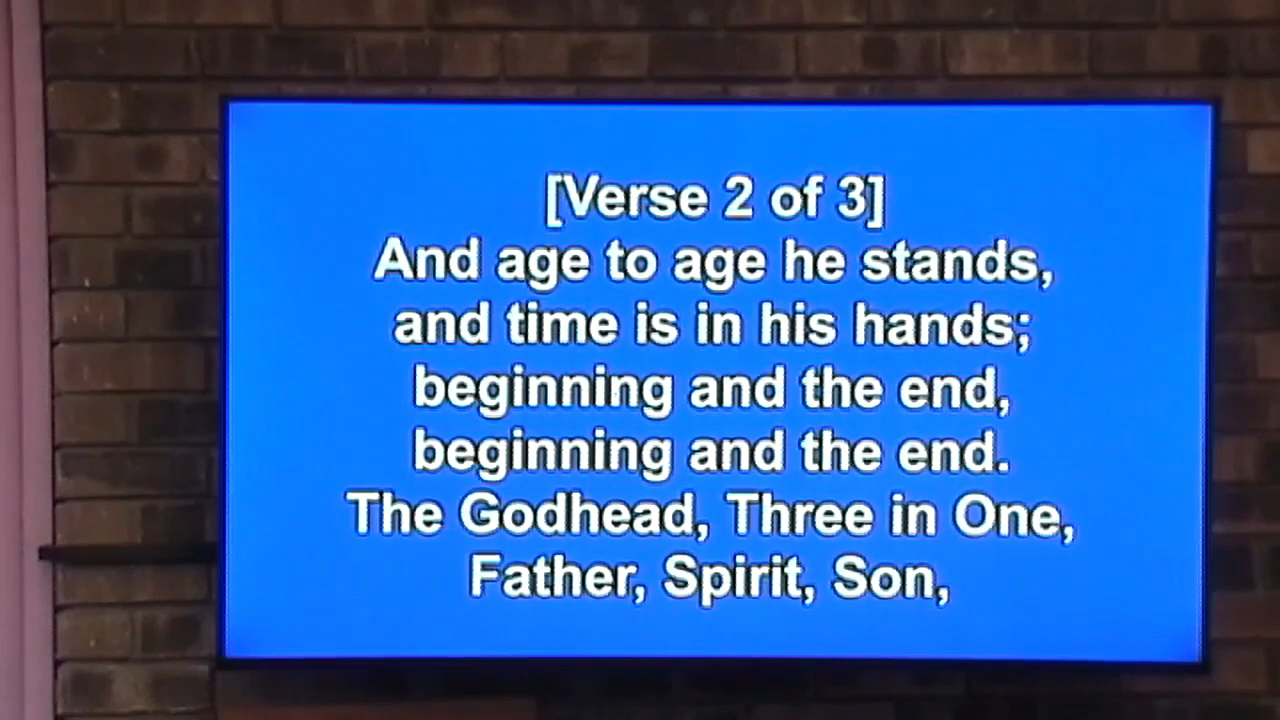 [Verse 2 of 3]
And age to age he stands,
and time is in his hands;
beginning and the end,
beginning and the end.
The Godhead, Three in One,
Father, Spirit, Son,